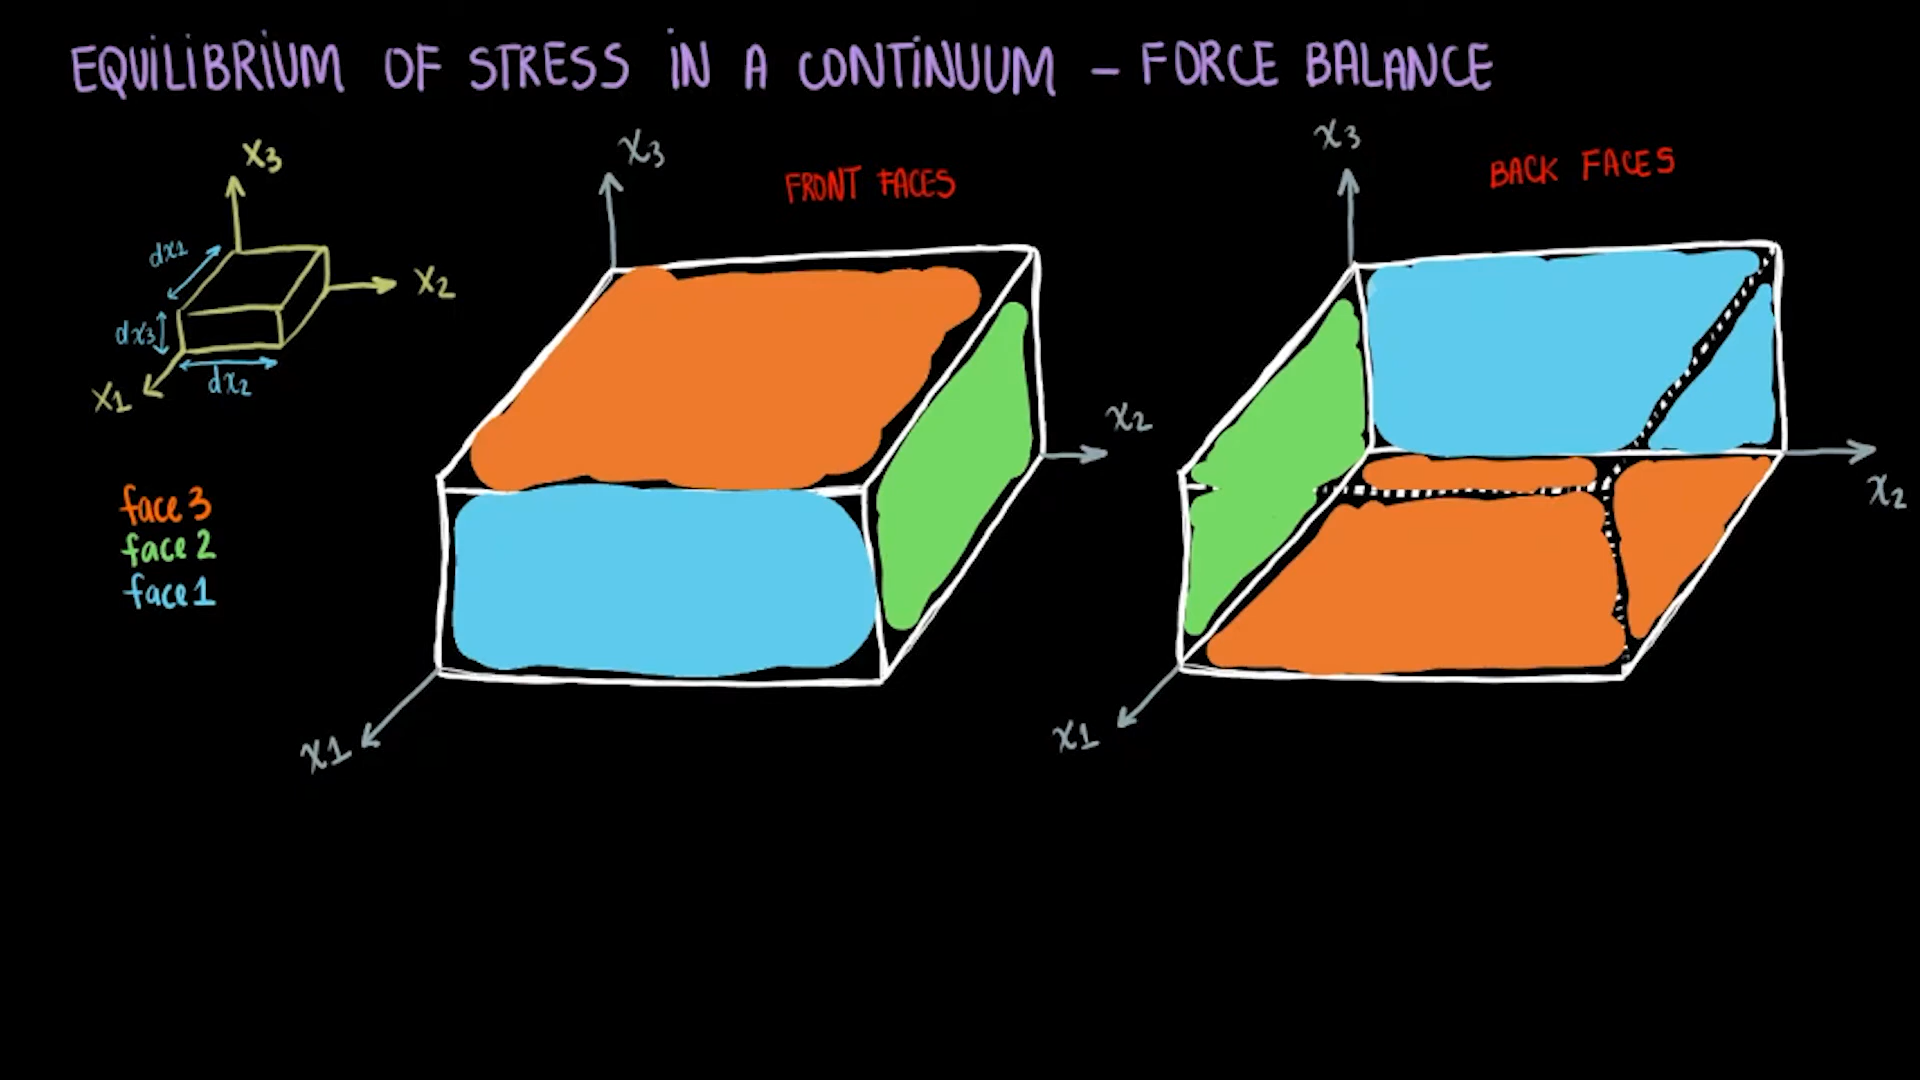 EQUILIBRIUM OF STRESS IN A CONTINUUM - FORCE BALANCE
x3
dx1
x2
dx3
dx2
x1
face 3
face 2
face 1
x3
FRONT FACES
x2
x1
x3
BACK FACES
x2
x1